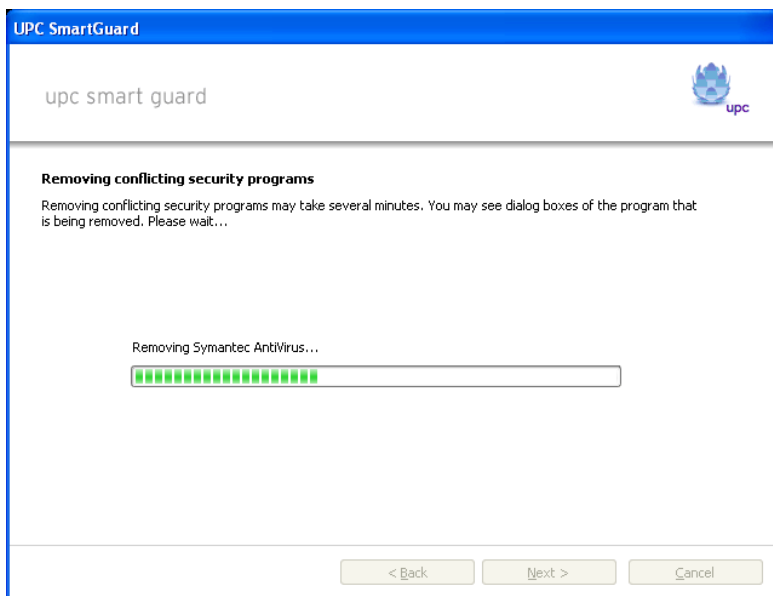 UPC SmartGuard
upc smart guard
upc
Removing conflicting security programs
Removing conflicting security programs may take several minutes. You may see dialog boxes of the program that
is being removed. Please wait...
Removing Symantec AntiVirus...
< Back
Next >
Cancel